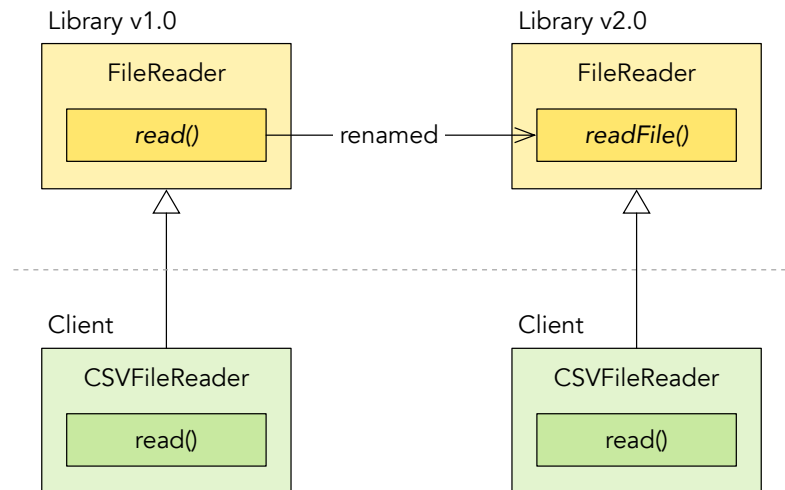 Library v1.0
Library v2.0
FileReader
FileReader
read()
renamed
readFile()
Client
Client
CSVFileReader
CSVFileReader
read()
read()